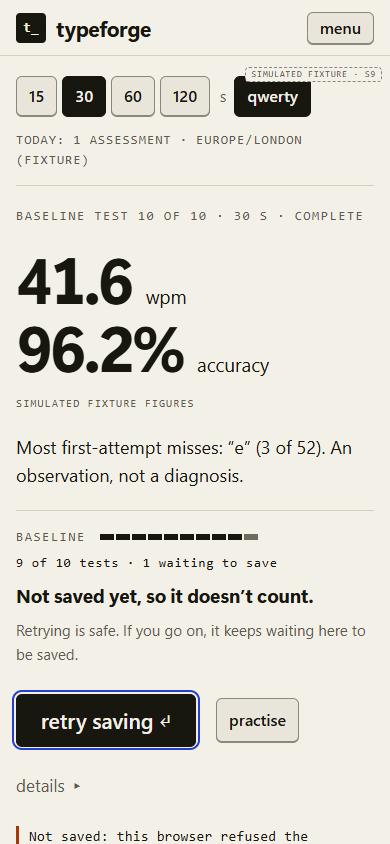 t_ typeforge menu
SIMULATED FIXTURE · S9
15 30 60 120 s qwerty
TODAY: 1 ASSESSMENT · EUROPE/LONDON
(FIXTURE)
BASELINE TEST 10 OF 10 · 30 S · COMPLETE
41.6 wpm
96.2% accuracy
SIMULATED FIXTURE FIGURES
Most first-attempt misses: “e” (3 of 52). An
observation, not a diagnosis.
BASELINE
9 of 10 tests · 1 waiting to save
Not saved yet, so it doesn’t count.
Retrying is safe. If you go on, it keeps waiting here to
be saved.
retry saving ↵ practise
details ▸
Not saved: this browser refused the